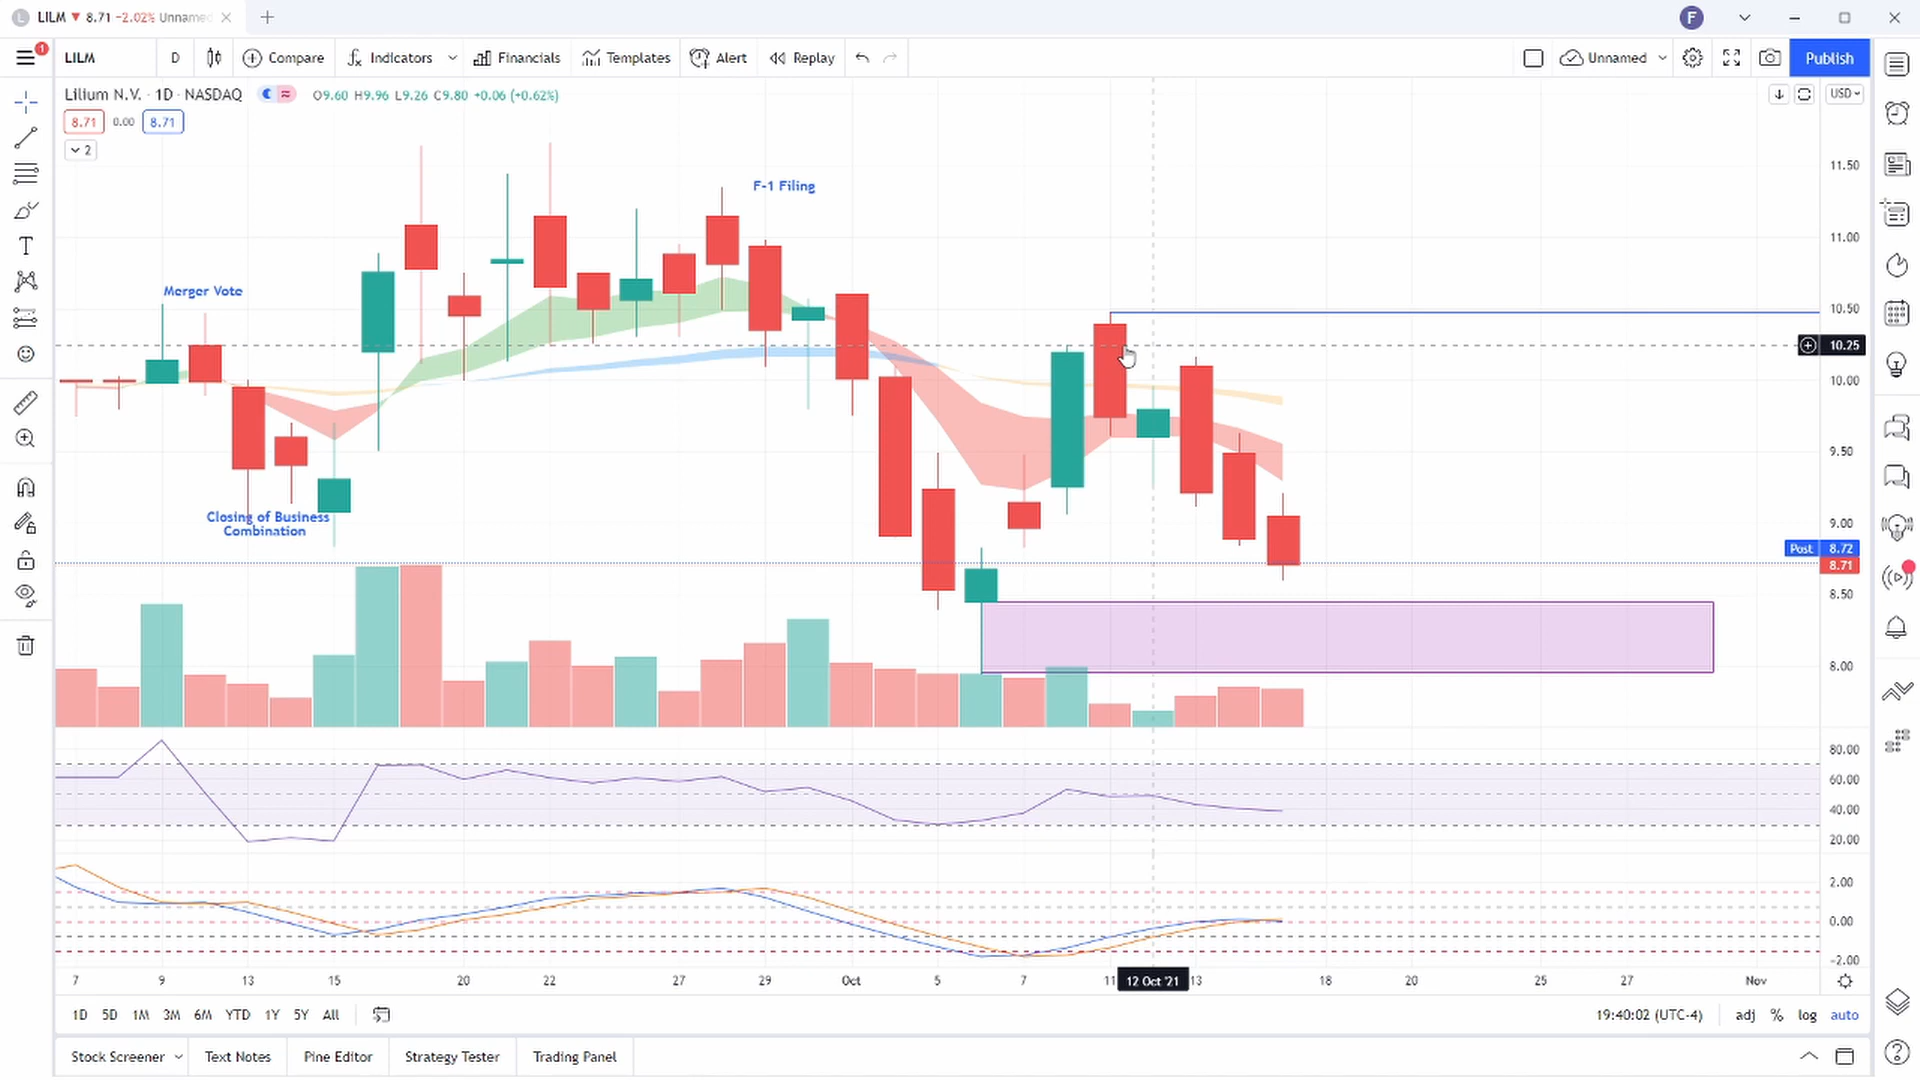 LILM ▼ 8.71 −2.02% Unname
F
1
LILM
D
Compare
Indicators
Financials
Templates
Alert
Replay
Unnamed
Publish
Lilium N.V. · 1D · NASDAQ
O9.60 H9.96 L9.26 C9.80 +0.06 (+0.62%)
USD
8.71 0.00 8.71
2
11.50
F-1 Filing
11.00
Merger Vote
10.50
10.25
10.00
9.50
Closing of Business
Combination
9.00
Post 8.72
8.71
8.50
8.00
80.00
60.00
40.00
20.00
2.00
0.00
-2.00
7 9 13 15 20 22 27 29 Oct 5 7 11 12 Oct '21 13 18 20 25 27 Nov
1D 5D 1M 3M 6M YTD 1Y 5Y All
19:40:02 (UTC-4)
adj % log auto
Stock Screener Text Notes Pine Editor Strategy Tester Trading Panel